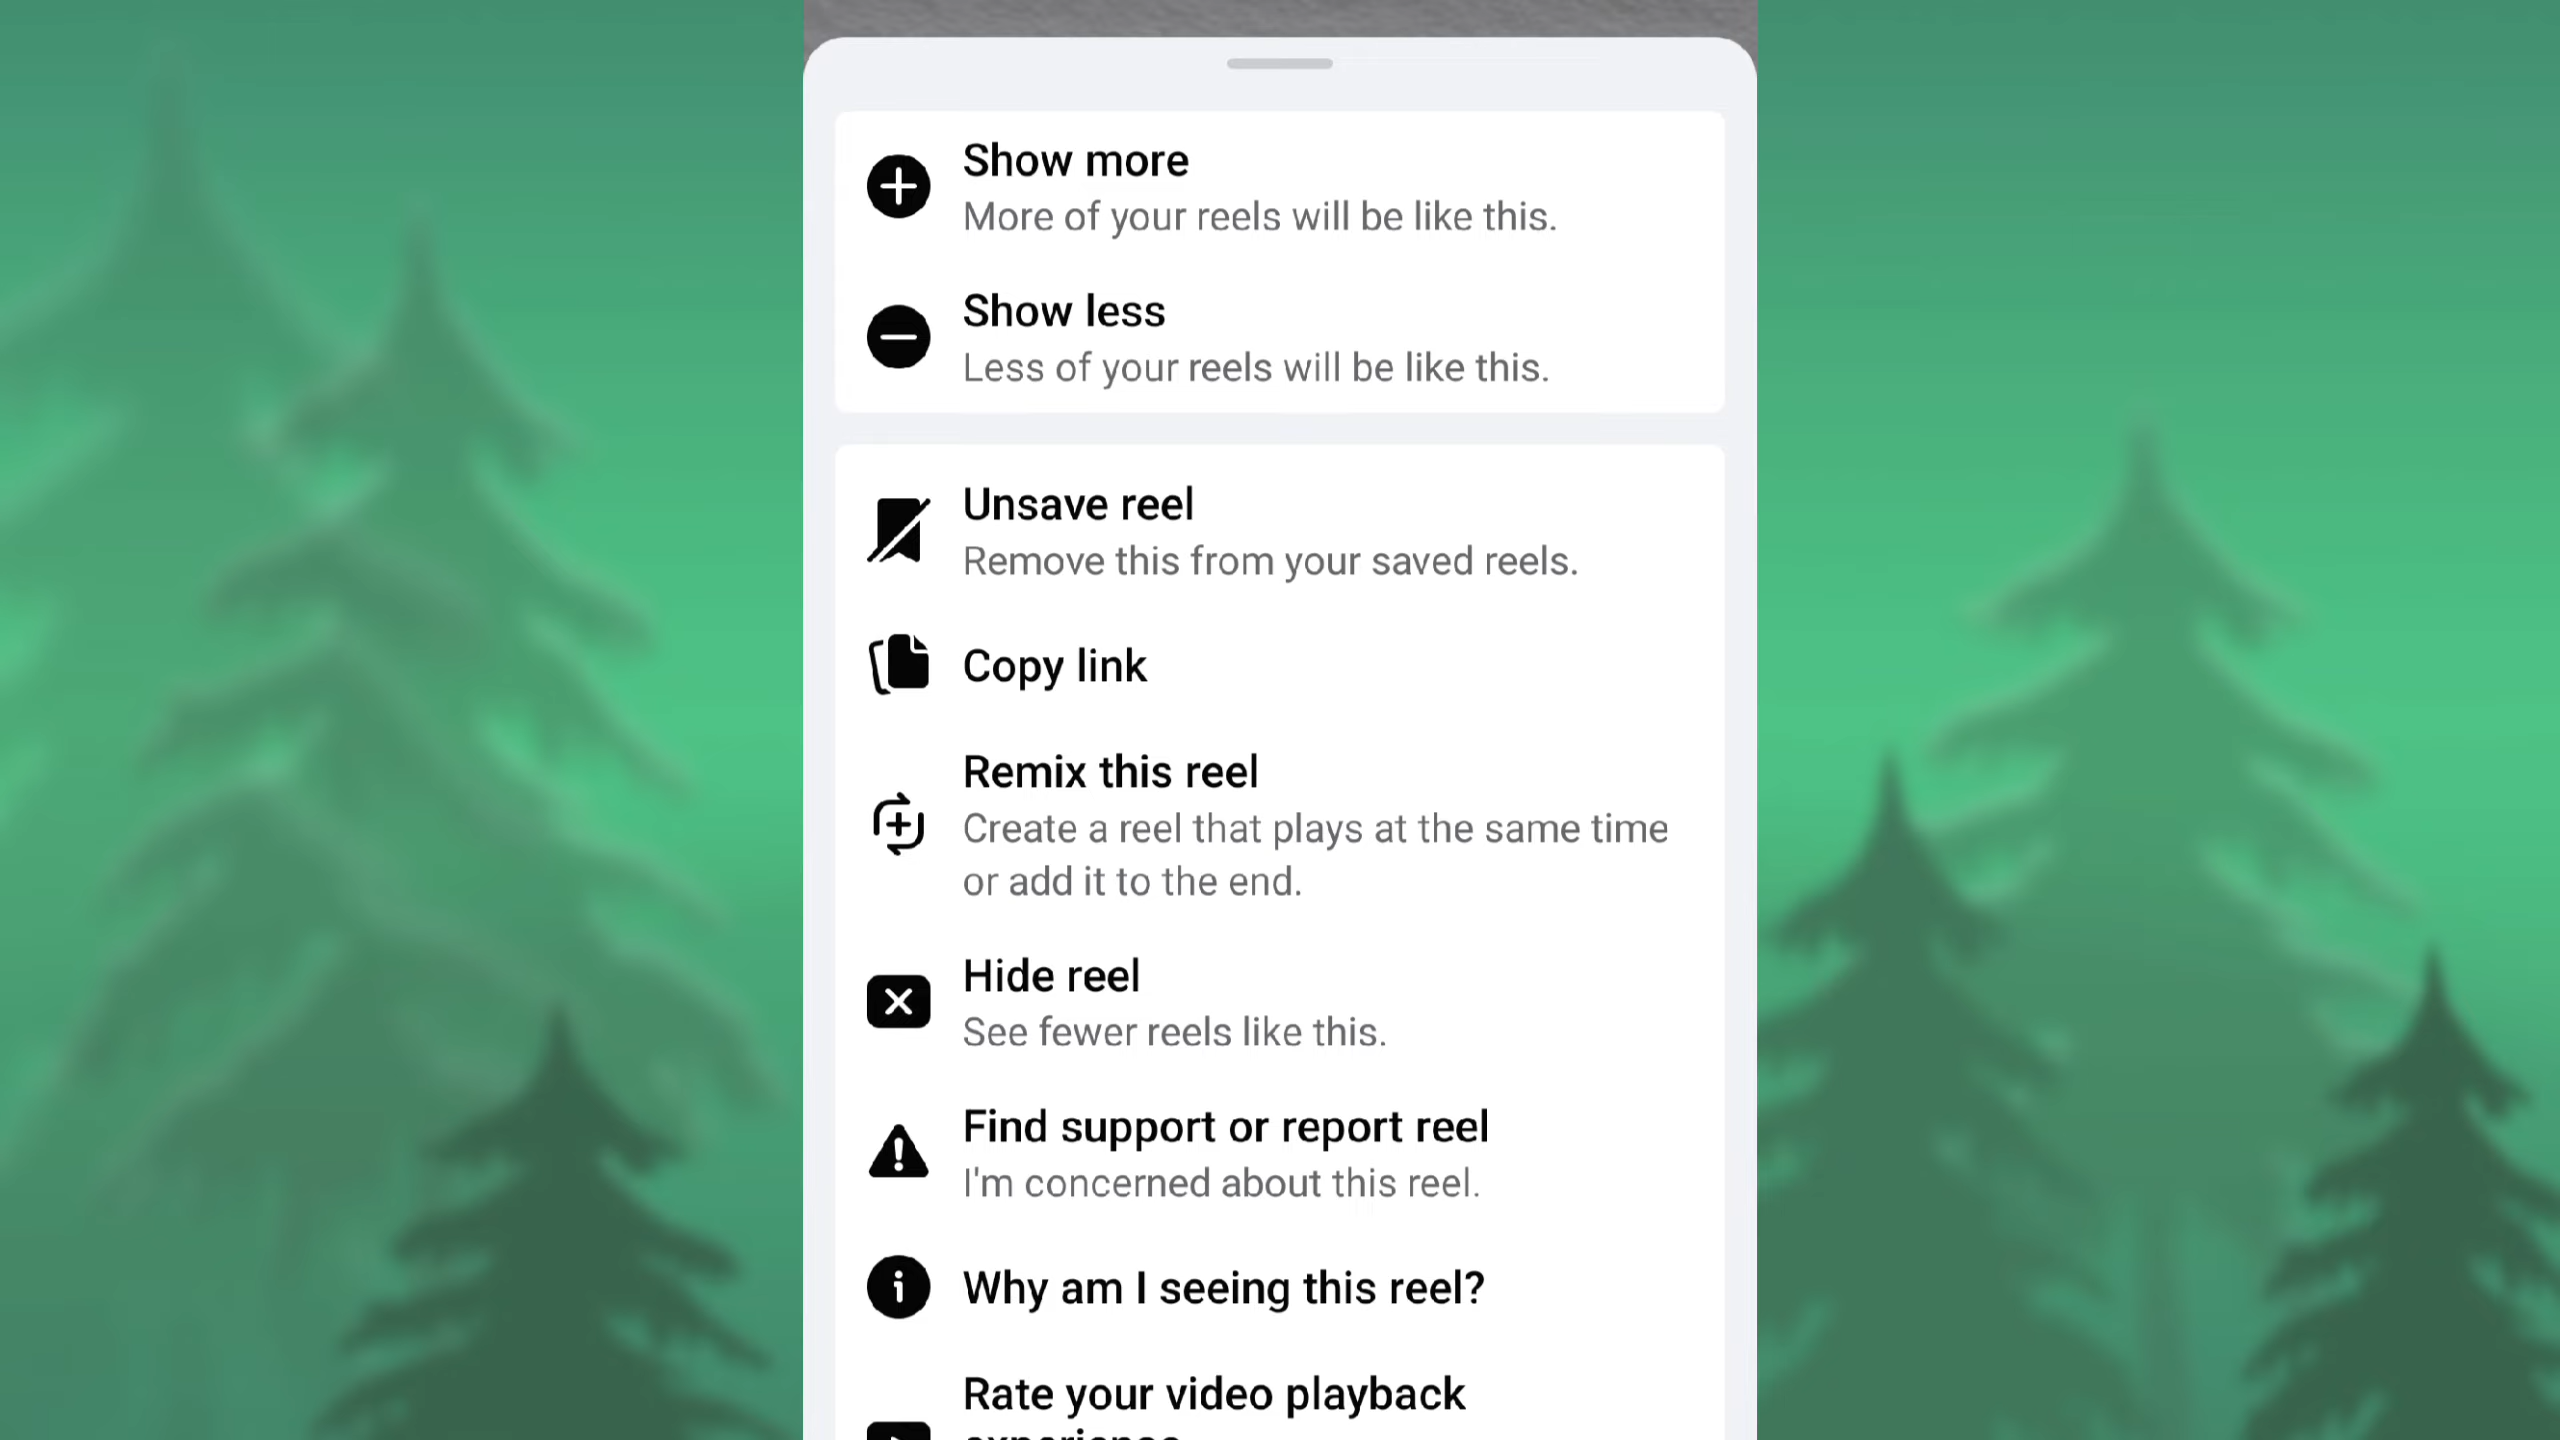 Show more
More of your reels will be like this.
Show less
Less of your reels will be like this.
Unsave reel
Remove this from your saved reels.
Copy link
Remix this reel
Create a reel that plays at the same time
or add it to the end.
Hide reel
See fewer reels like this.
Find support or report reel
I'm concerned about this reel.
Why am I seeing this reel?
Rate your video playback
experience